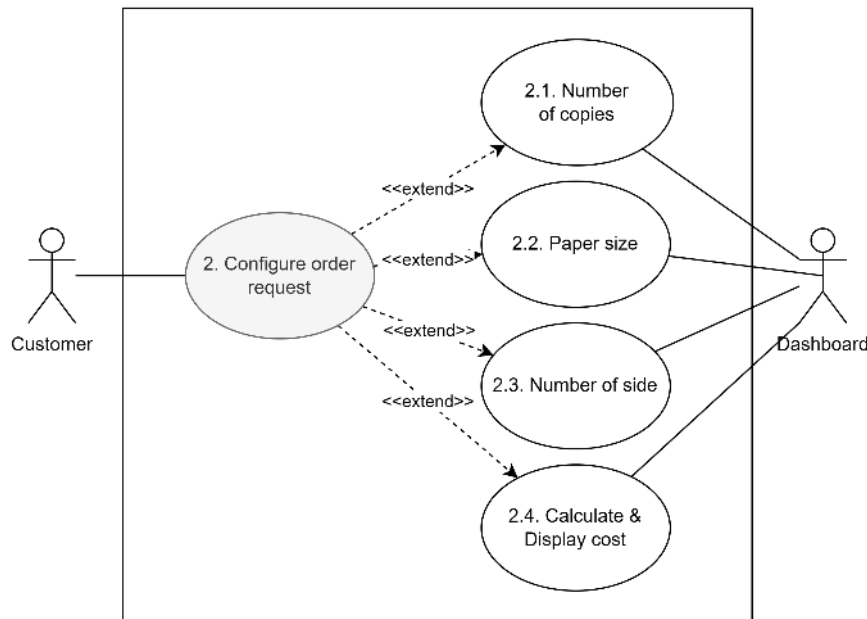 2.1. Number
of copies
<<extend>>
2. Configure order
request
<<extend>>
2.2. Paper size
Customer
<<extend>>
2.3. Number of side
Dashboard
<<extend>>
2.4. Calculate &
Display cost